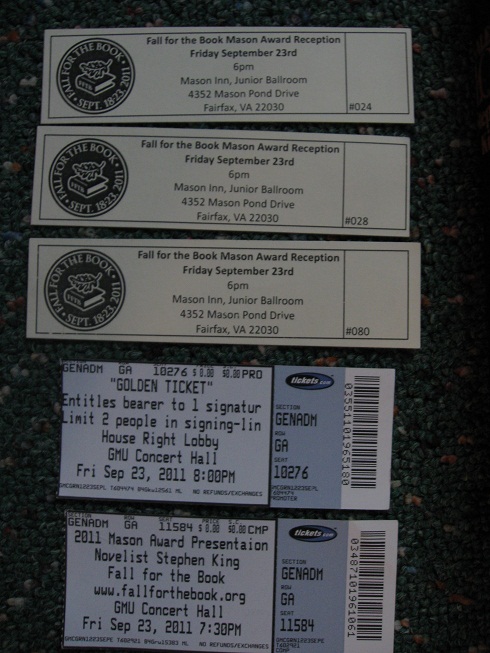 FALL FOR THE BOOK
SEPT. 18-23, 2011
Fall for the Book Mason Award Reception
Friday September 23rd
6pm
Mason Inn, Junior Ballroom
4352 Mason Pond Drive
Fairfax, VA 22030
#024
FALL FOR THE BOOK
SEPT. 18-23, 2011
Fall for the Book Mason Award Reception
Friday September 23rd
6pm
Mason Inn, Junior Ballroom
4352 Mason Pond Drive
Fairfax, VA 22030
#028
FALL FOR THE BOOK
SEPT. 18-23, 2011
Fall for the Book Mason Award Reception
Friday September 23rd
6pm
Mason Inn, Junior Ballroom
4352 Mason Pond Drive
Fairfax, VA 22030
#080
GENADM GA 10276 $ 0.00 $0.00 PRO
"GOLDEN TICKET"
Entitles bearer to 1 signatur
Limit 2 people in signing-lin
House Right Lobby
GMU Concert Hall
Fri Sep 23, 2011 8:00PM
NO REFUNDS/EXCHANGES
tickets.com
SECTION
GENADM
ROW
GA
SEAT
10276
03551101965180
SECTION ROW SEAT PRICE S.C.
GENADM GA 11584 $ 0.00 $0.00 CMP
2011 Mason Award Presentaion
Novelist Stephen King
Fall for the Book
www.fallforthebook.org
GMU Concert Hall
Fri Sep 23, 2011 7:30PM
NO REFUNDS/EXCHANGES
tickets.com
SECTION
GENADM
ROW
GA
SEAT
11584
03487101961061